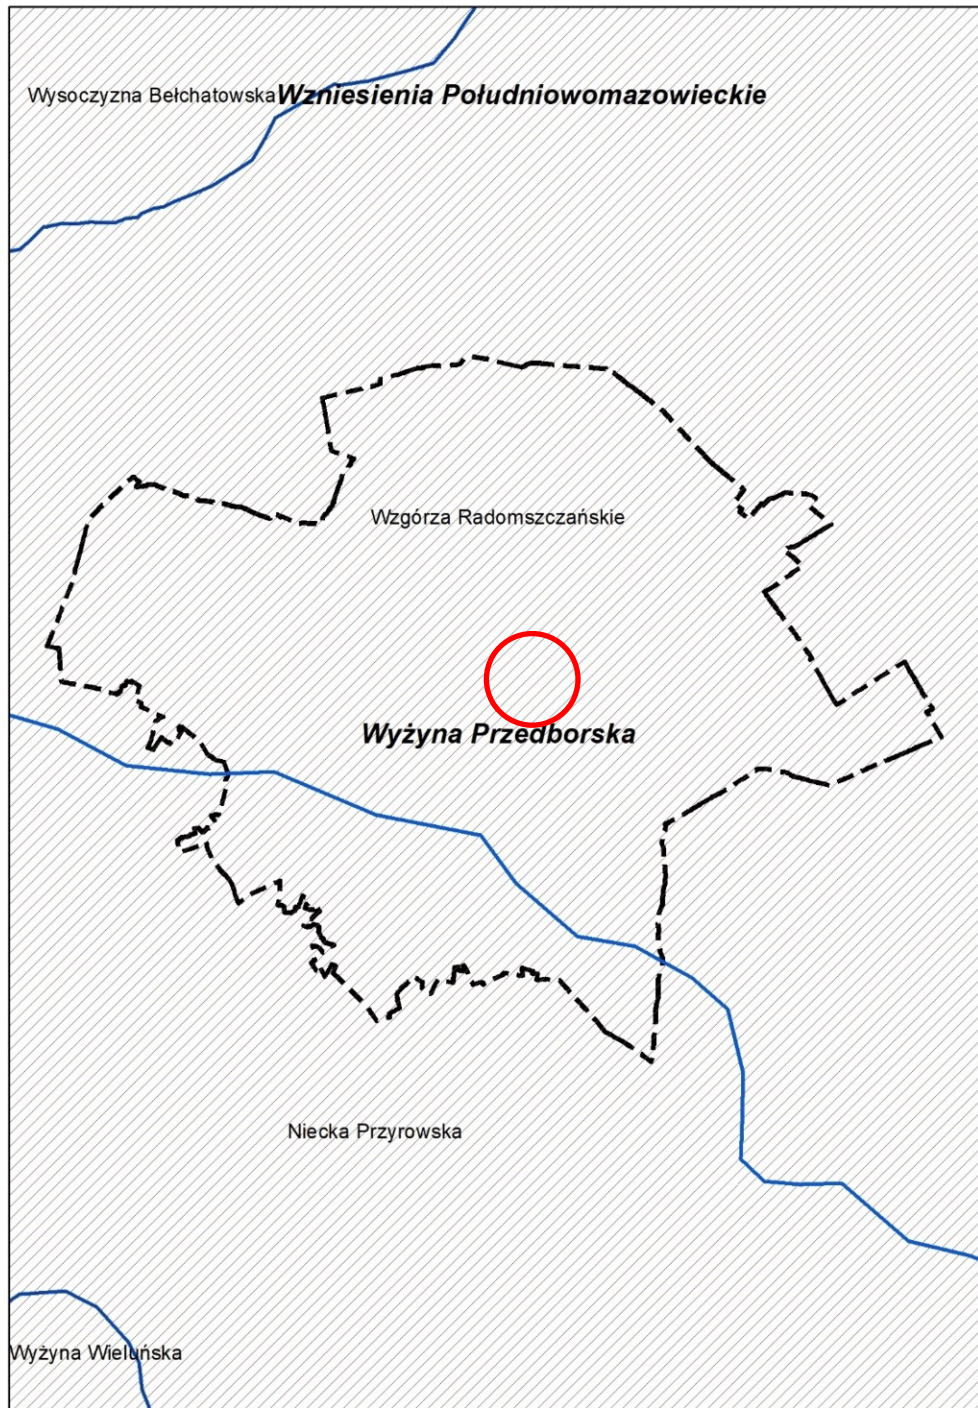 Wysoczyzna Bełchatowska
Wzniesienia Południowomazowieckie
Wzgórza Radomszczańskie
Wyżyna Przedborska
Niecka Przyrowska
Wyżyna Wieluńska